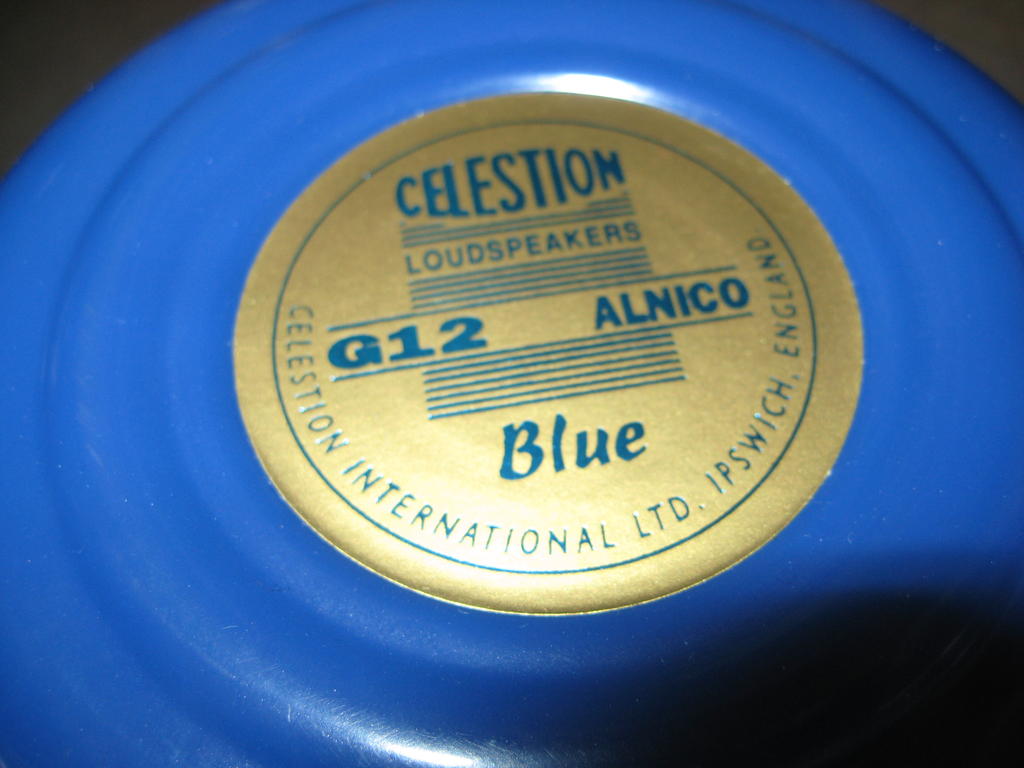 CELESTION
LOUDSPEAKERS
G12 ALNICO
Blue
CELESTION INTERNATIONAL LTD. IPSWICH, ENGLAND